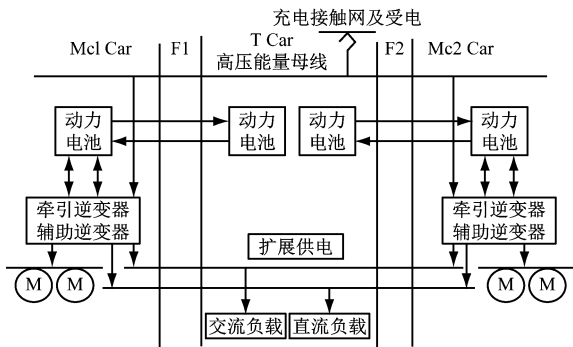 充电接触网及受电
Mc1 Car
F1
T Car
F2
Mc2 Car
高压能量母线
动力
电池
动力
电池
动力
电池
动力
电池
牵引逆变器
辅助逆变器
牵引逆变器
辅助逆变器
扩展供电
M
M
M
M
交流负载
直流负载